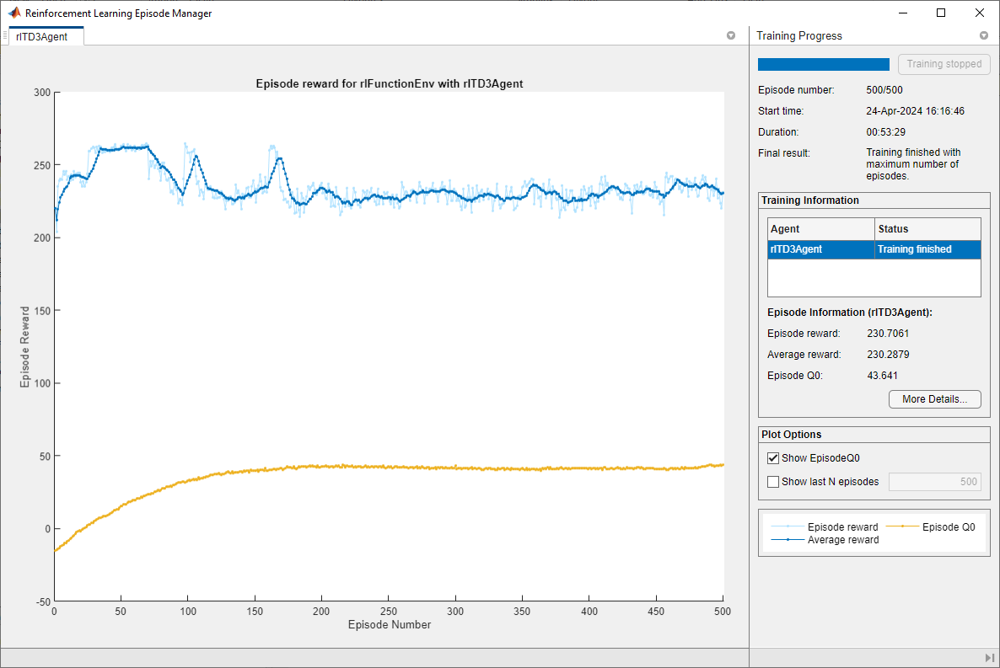 Reinforcement Learning Episode Manager
rlTD3Agent
Episode reward for rlFunctionEnv with rlTD3Agent
300
250
200
150
100
50
0
-50
Episode Reward
0 50 100 150 200 250 300 350 400 450 500
Episode Number
Training Progress
Training stopped
Episode number: 500/500
Start time: 24-Apr-2024 16:16:46
Duration: 00:53:29
Final result: Training finished with
maximum number of
episodes.
Training Information
Agent Status
rlTD3Agent Training finished
Episode Information (rlTD3Agent):
Episode reward: 230.7061
Average reward: 230.2879
Episode Q0: 43.641
More Details...
Plot Options
Show EpisodeQ0
Show last N episodes 500
Episode reward Episode Q0
Average reward